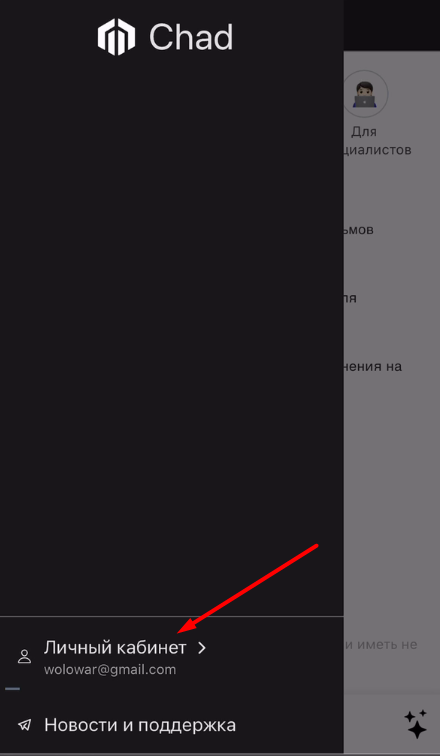 Chad
Для
циалистов
ьмов
ля
нения на
и иметь не
Личный кабинет
wolowar@gmail.com
Новости и поддержка